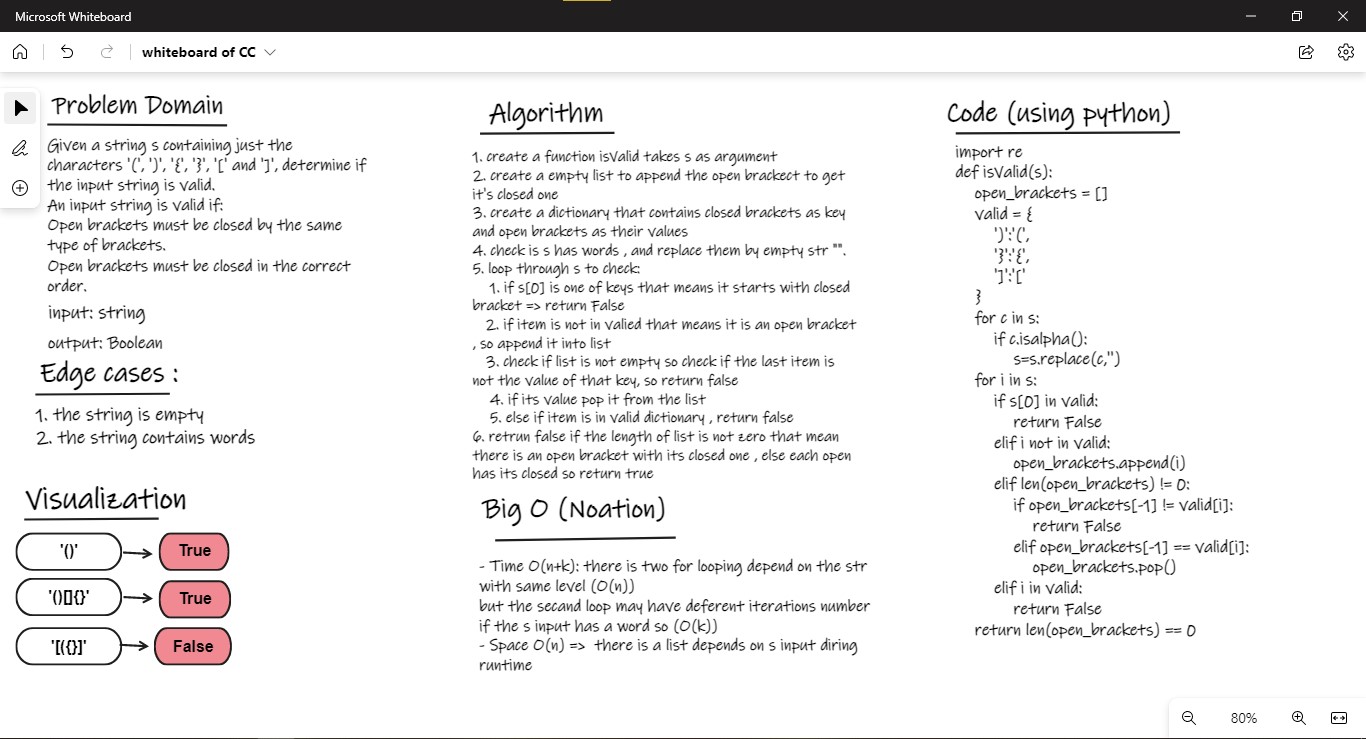 Microsoft Whiteboard
whiteboard of CC
Problem Domain
Given a string s containing just the
characters '(', ')', '{', '}', '[' and ']', determine if
the input string is valid.
An input string is valid if:
Open brackets must be closed by the same
type of brackets.
Open brackets must be closed in the correct
order.
input: string
output: Boolean
Edge cases :
1. the string is empty
2. the string contains words
Visualization
'()'
True
'()[]{}'
True
'[({}]'
False
Algorithm
1. create a function isValid takes s as argument
2. create a empty list to append the open brackect to get
it's closed one
3. create a dictionary that contains closed brackets as key
and open brackets as their values
4. check is s has words , and replace them by empty str "".
5. loop through s to check:
1. if s[0] is one of keys that means it starts with closed
bracket => return False
2. if item is not in valied that means it is an open bracket
, so append it into list
3. check if list is not empty so check if the last item is
not the value of that key, so return false
4. if its value pop it from the list
5. else if item is in valid dictionary , return false
6. retrun false if the length of list is not zero that mean
there is an open bracket with its closed one , else each open
has its closed so return true
Big O (Noation)
- Time O(n+k): there is two for looping depend on the str
with same level (O(n))
but the second loop may have deferent iterations number
if the s input has a word so (O(k))
- Space O(n) => there is a list depends on s input diring
runtime
Code (using python)
import re
def isValid(s):
open_brackets = []
valid = {
')':'(',
'}':'{',
']':'['
}
for c in s:
if c.isalpha():
s=s.replace(c,'')
for i in s:
if s[0] in valid:
return False
elif i not in valid:
open_brackets.append(i)
elif len(open_brackets) != 0:
if open_brackets[-1] != valid[i]:
return False
elif open_brackets[-1] == valid[i]:
open_brackets.pop()
elif i in valid:
return False
return len(open_brackets) == 0
80%